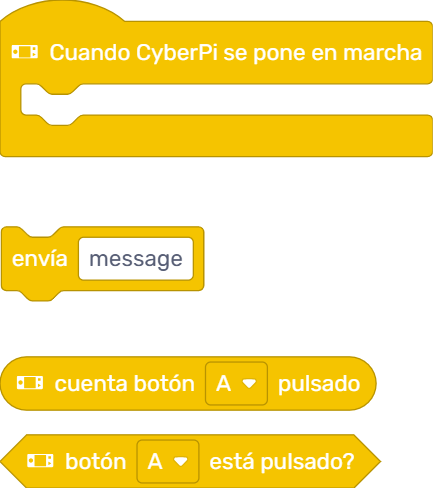 Cuando CyberPi se pone en marcha
envía message
cuenta botón A pulsado
botón A está pulsado?